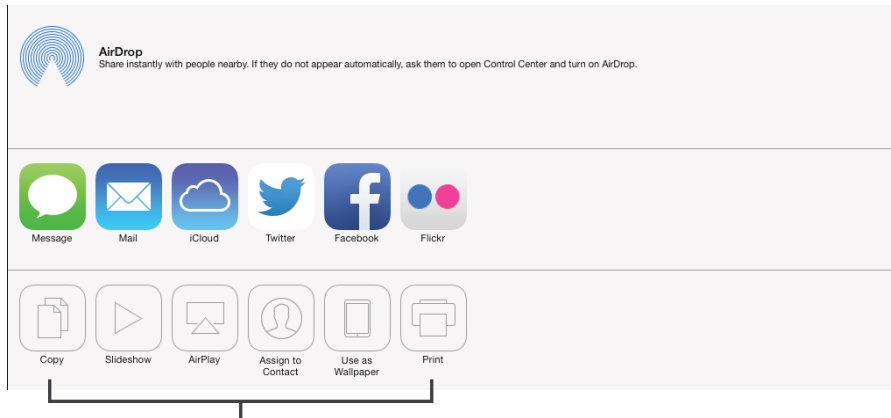 AirDrop
Share instantly with people nearby. If they do not appear automatically, ask them to open Control Center and turn on AirDrop.
Message Mail iCloud Twitter Facebook Flickr
Copy Slideshow AirPlay Assign to Contact Use as Wallpaper Print